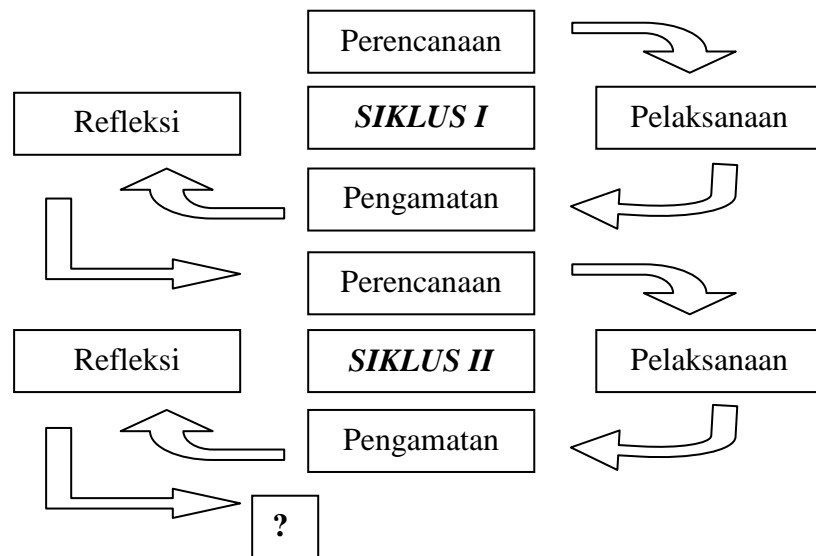 Perencanaan
Refleksi
SIKLUS I
Pelaksanaan
Pengamatan
Perencanaan
Refleksi
SIKLUS II
Pelaksanaan
Pengamatan
?